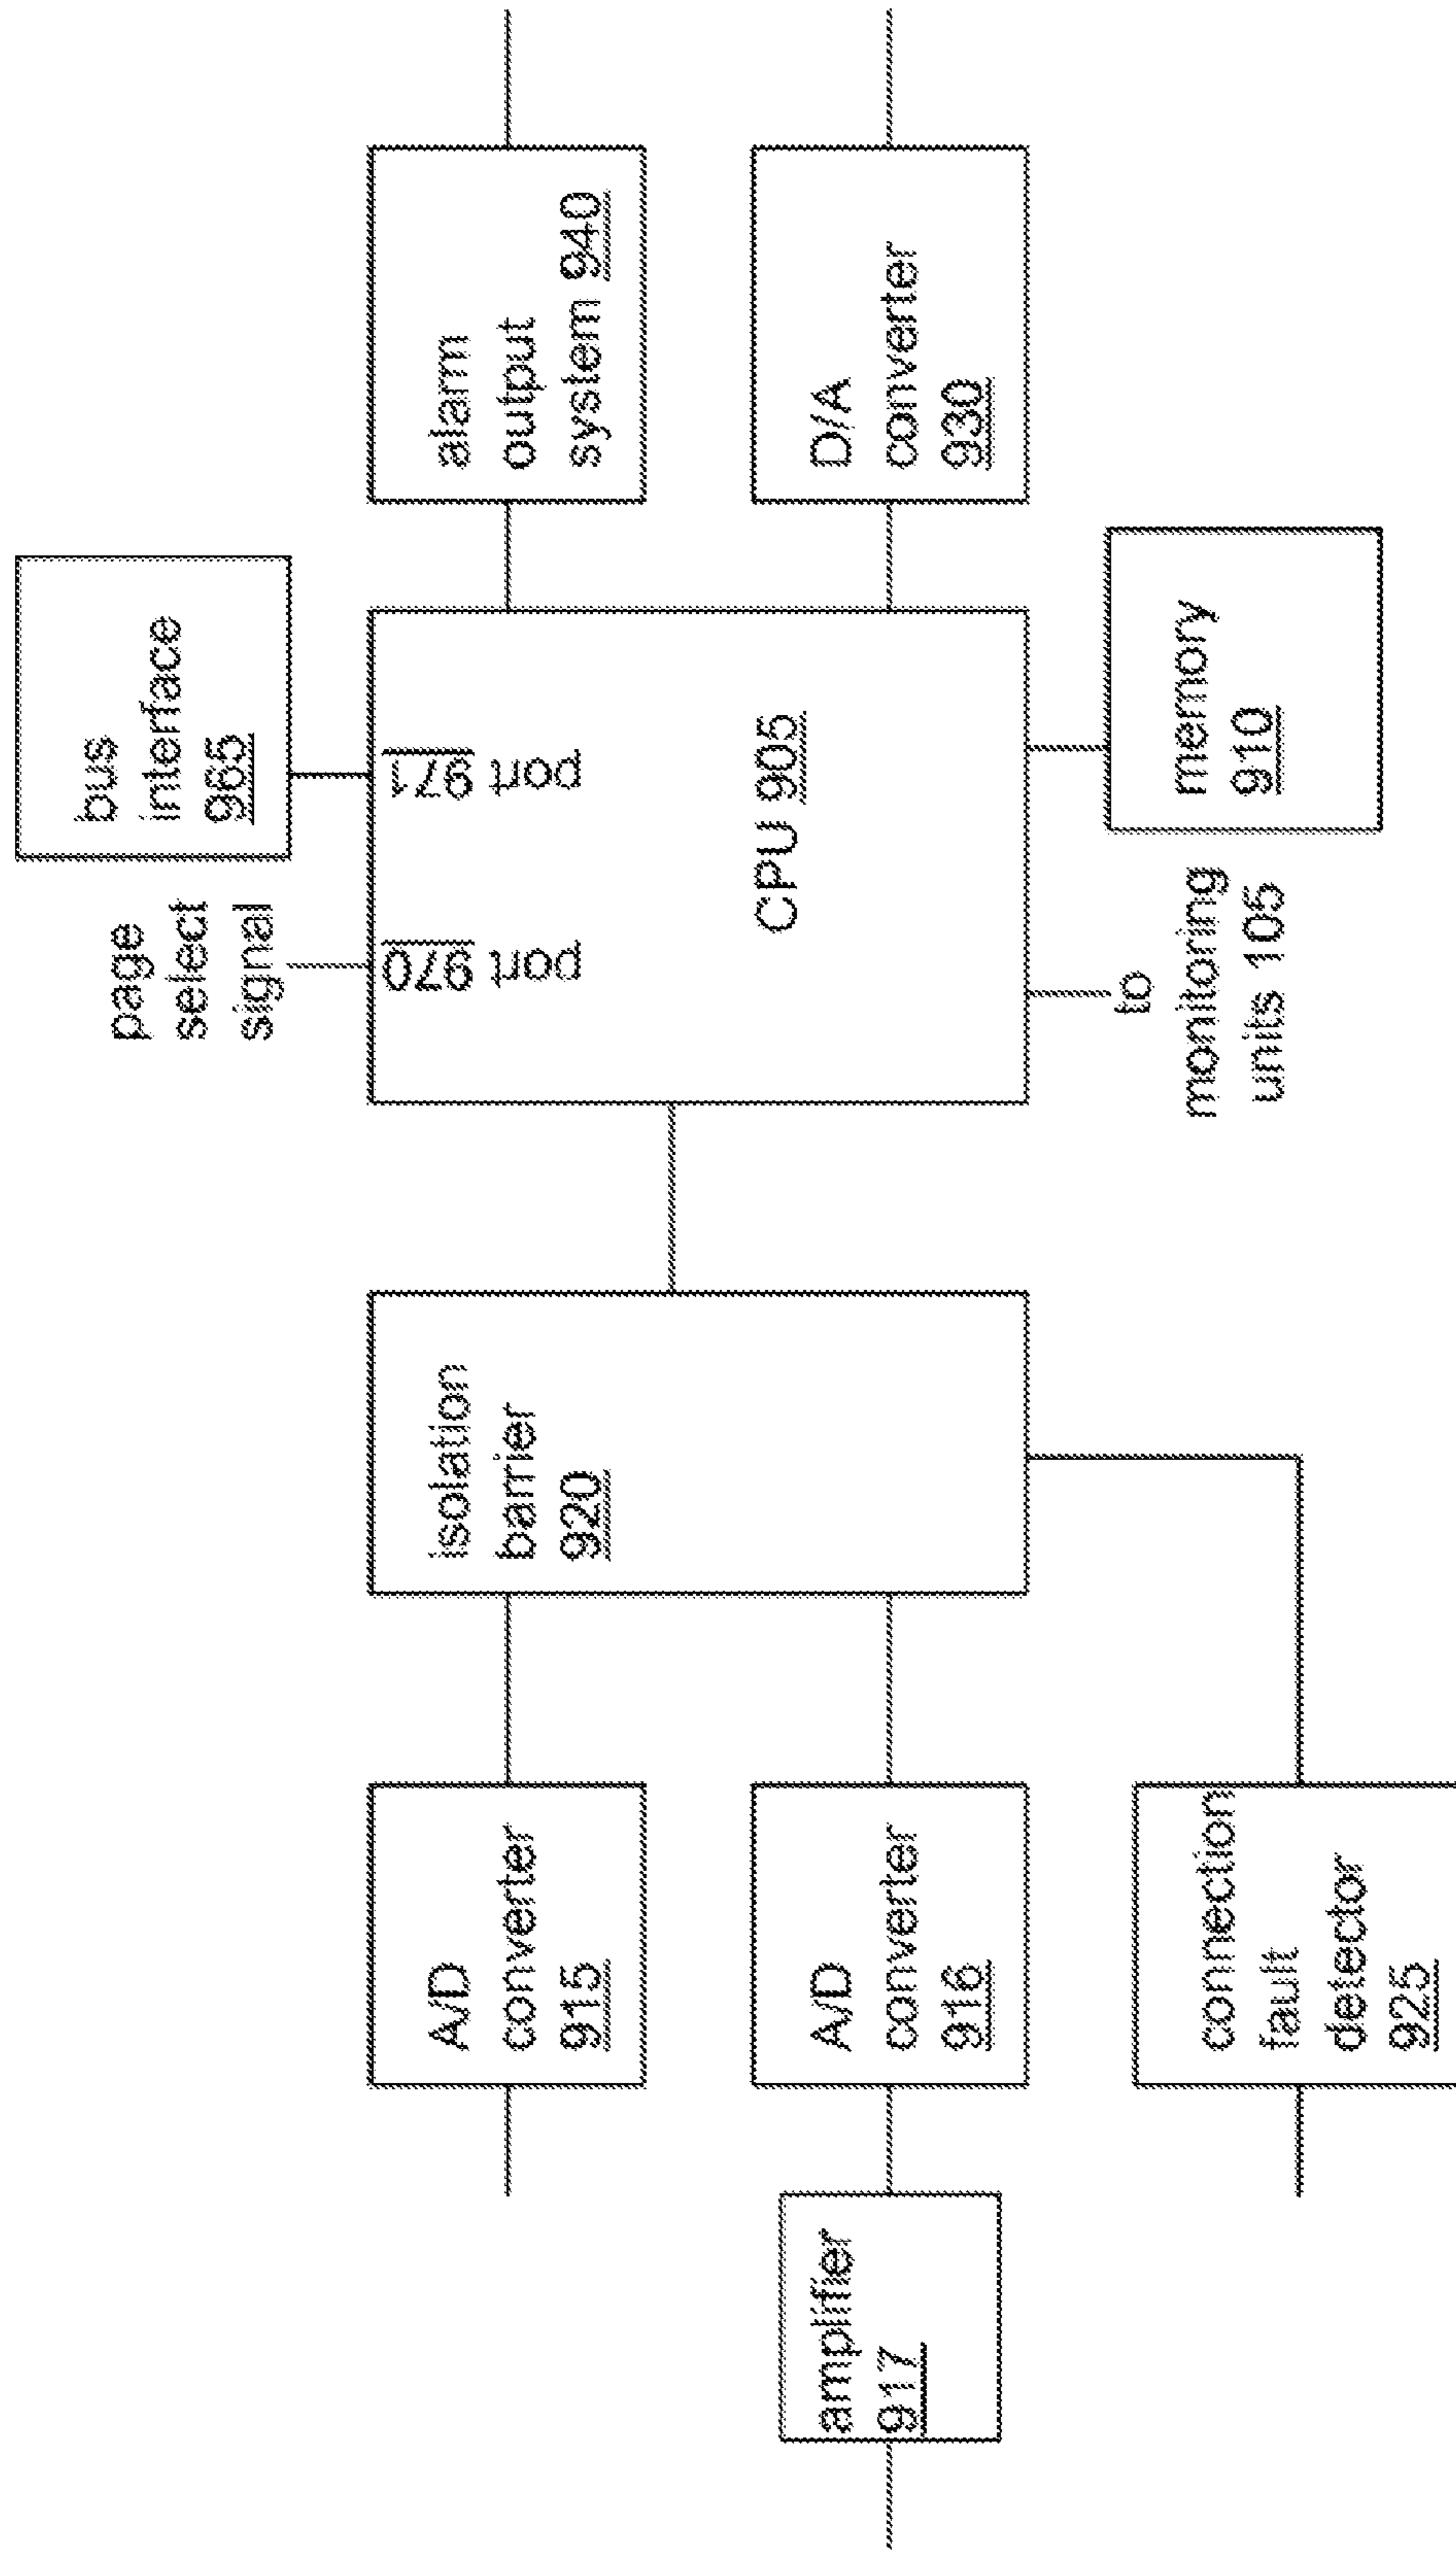 amplifier
917
A/D
converter
915
A/D
converter
916
connection
fault
detector
925
isolation
barrier
920
page
select
signal
bus
interface
965
port 970
port 971
CPU 905
to
monitoring
units 105
memory
910
alarm
output
system 940
D/A
converter
930